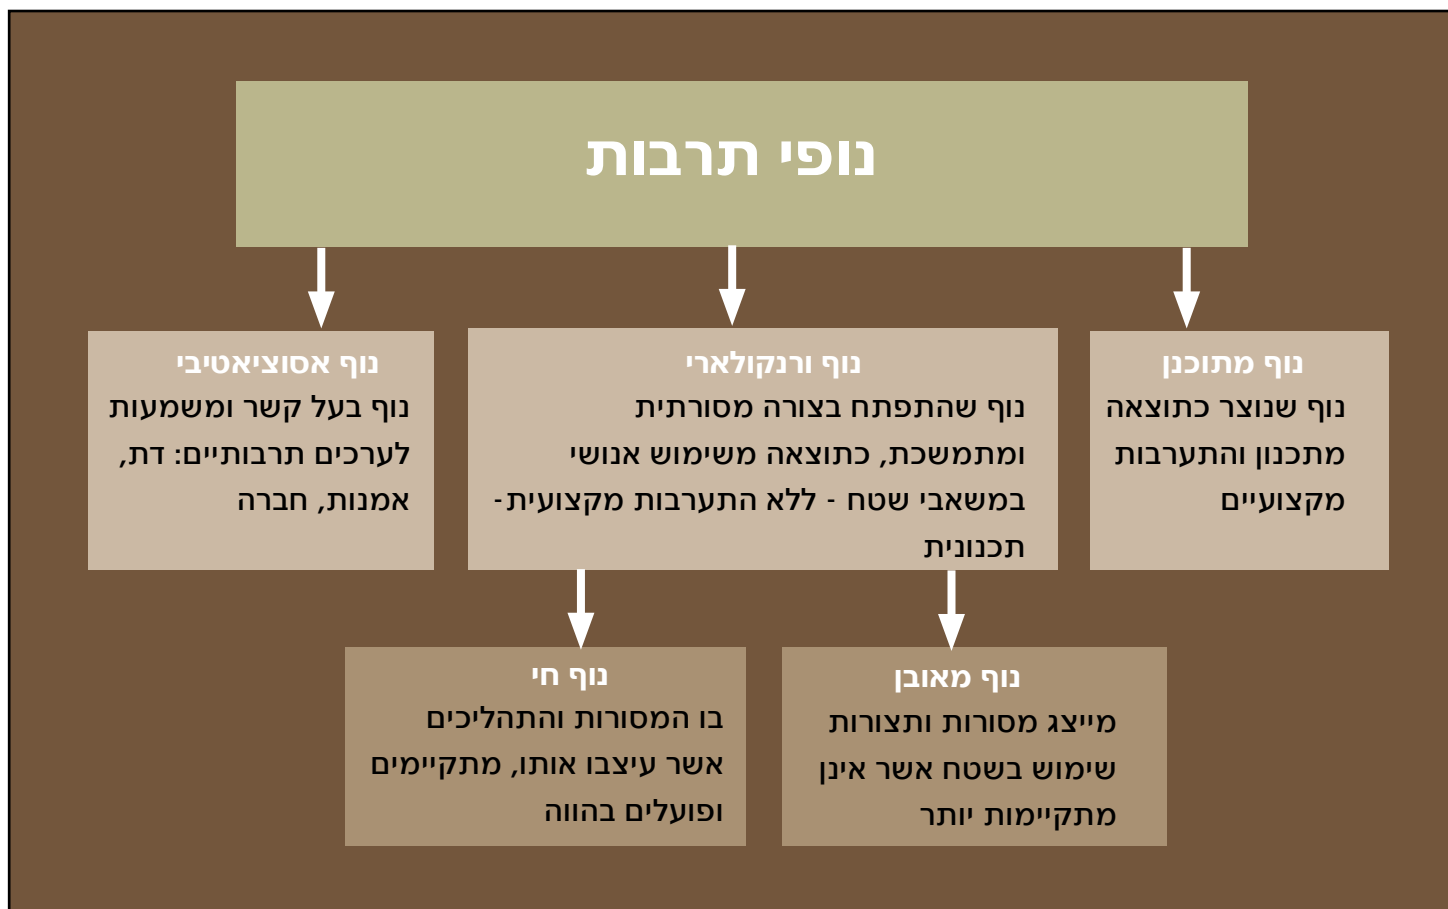 נופי תרבות
נוף מתוכנן
נוף שנוצר כתוצאה
מתכנון והתערבות
מקצועיים
נוף ורנקולארי
נוף שהתפתח בצורה מסורתית
ומתמשכת, כתוצאה משימוש אנושי
במשאבי שטח - ללא התערבות מקצועית-
תכנונית
נוף אסוציאטיבי
נוף בעל קשר ומשמעות
לערכים תרבותיים: דת,
אמנות, חברה
נוף מאובן
מייצג מסורות ותצורות
שימוש בשטח אשר אינן
מתקיימות יותר
נוף חי
בו המסורות והתהליכים
אשר עיצבו אותו, מתקיימים
ופועלים בהווה